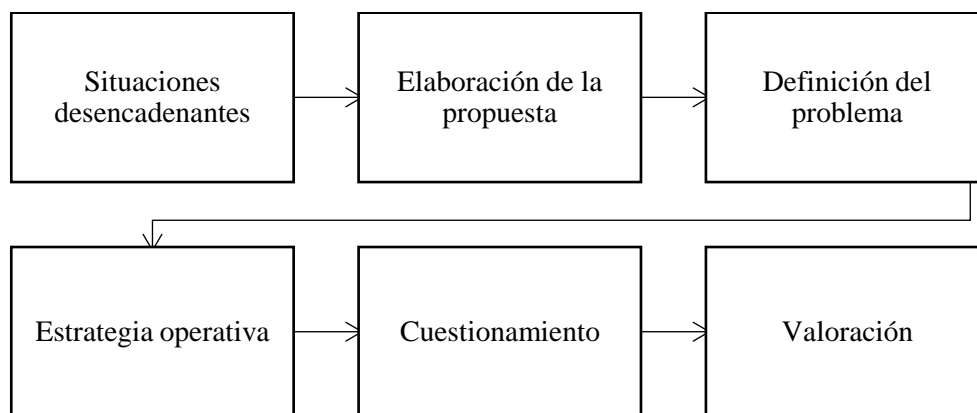 Situaciones
desencadenantes
Elaboración de la
propuesta
Definición del
problema
Estrategia operativa
Cuestionamiento
Valoración